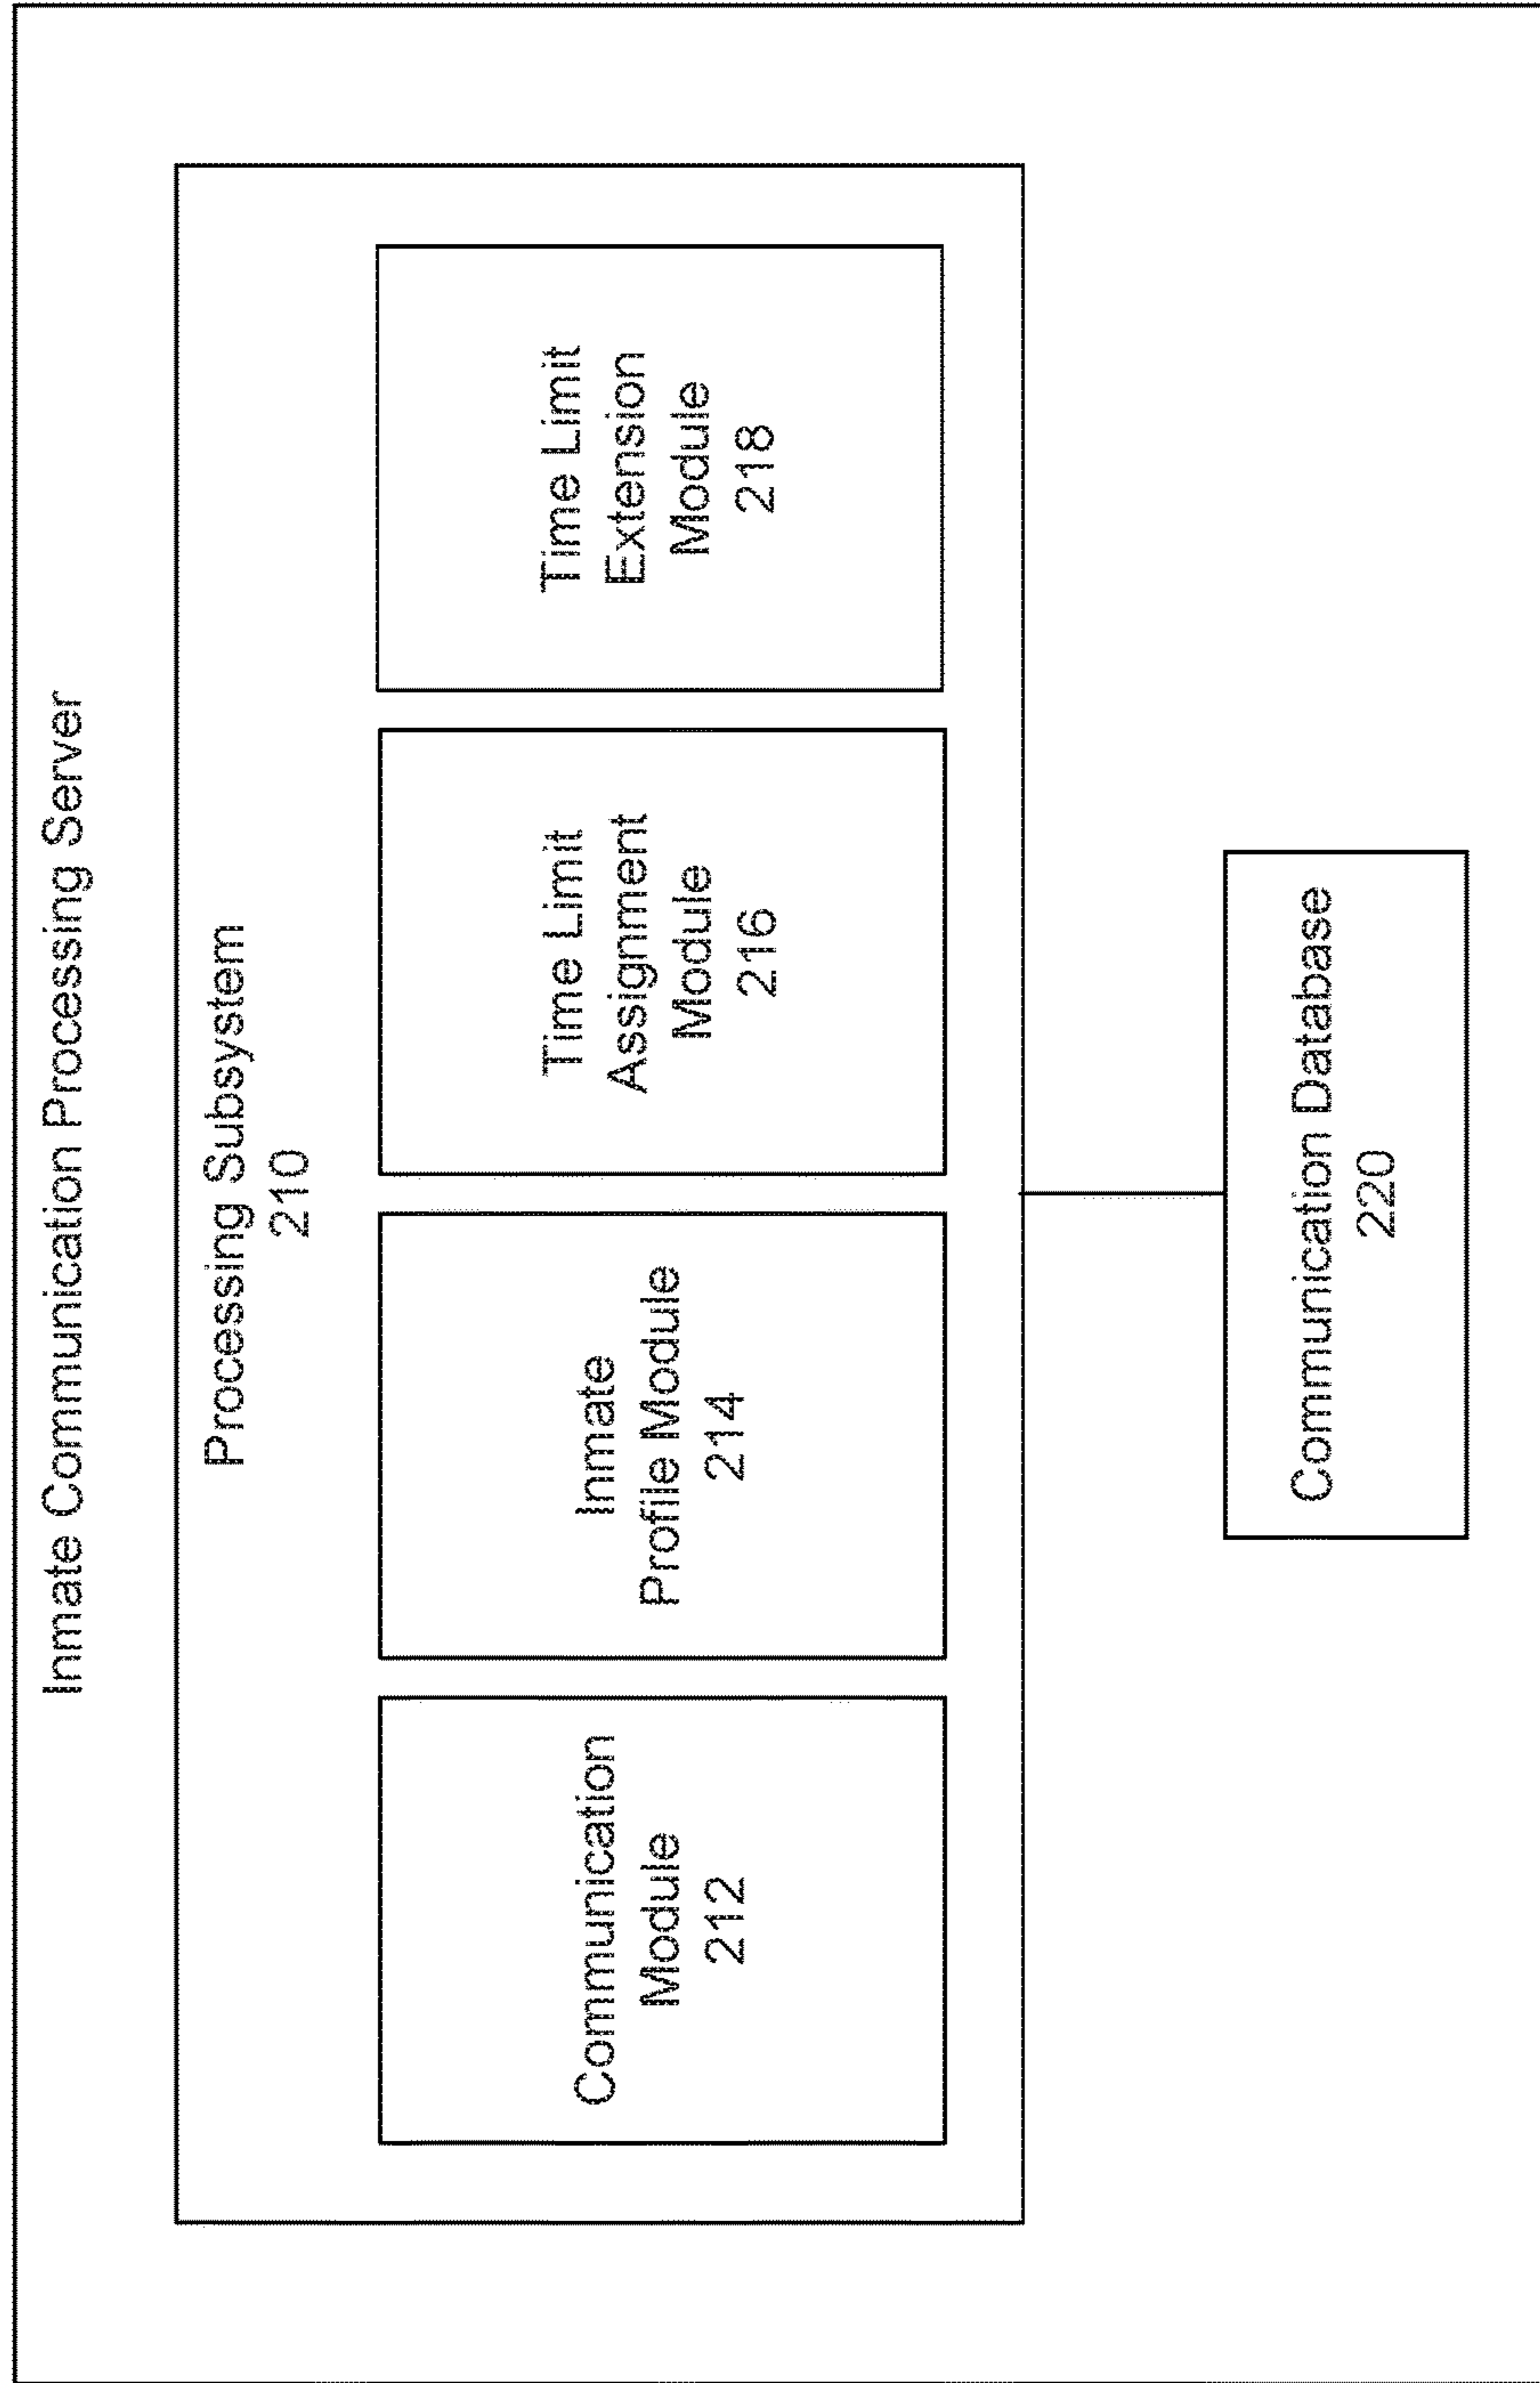 Inmate Communication Processing Server
Processing Subsystem
210
Communication
Module
212
Inmate
Profile Module
214
Time Limit
Assignment
Module
216
Time Limit
Extension
Module
218
Communication Database
220